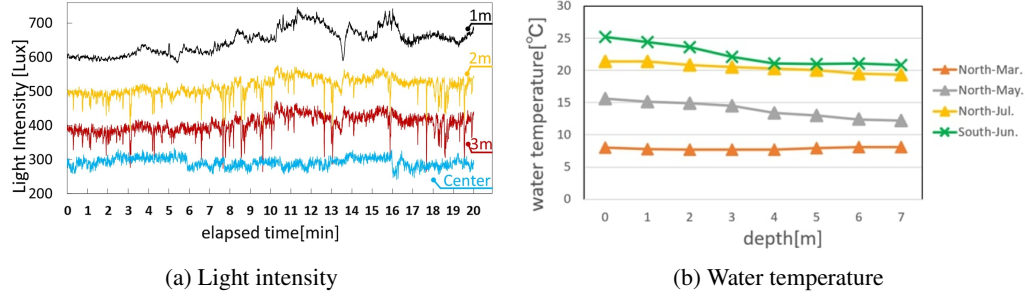 Light Intensity [Lux]
700
600
500
400
300
200
1m
2m
3m
Center
0 1 2 3 4 5 6 7 8 9 10 11 12 13 14 15 16 17 18 19 20
elapsed time[min]
(a) Light intensity
water temperature[℃]
30
25
20
15
10
5
0
0 1 2 3 4 5 6 7
depth[m]
North-Mar.
North-May.
North-Jul.
South-Jun.
(b) Water temperature